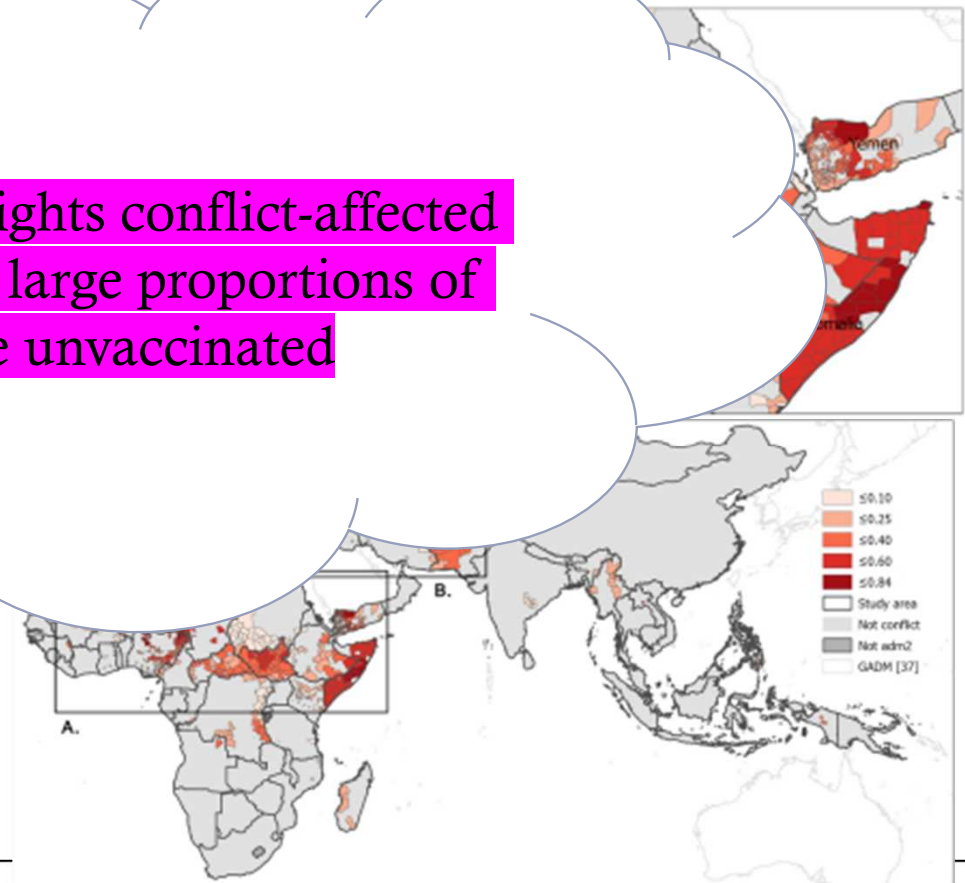 ights conflict-affected
large proportions of
e unvaccinated
Yemen
omalia
≤0.10
≤0.25
≤0.40
≤0.60
≤0.84
Study area
Not conflict
Not adm2
GADM [37]
B.
A.